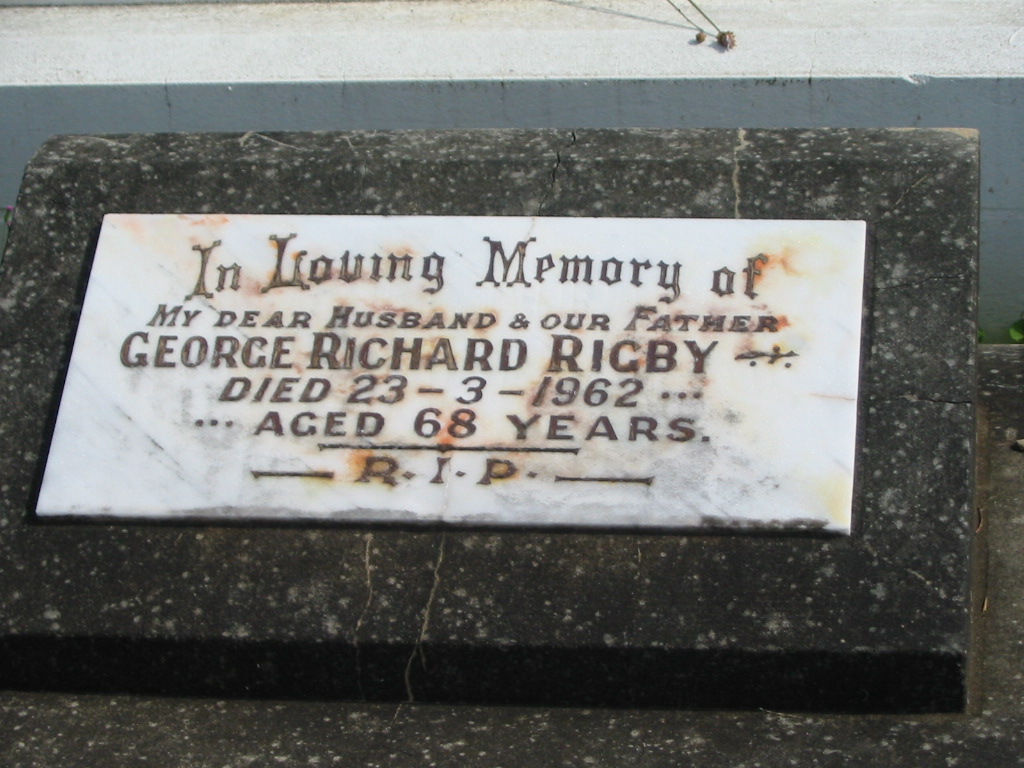 In Loving Memory of
MY DEAR HUSBAND & OUR FATHER
GEORGE RICHARD RIGBY
DIED 23-3-1962 ...
... AGED 68 YEARS.
R. I. P.